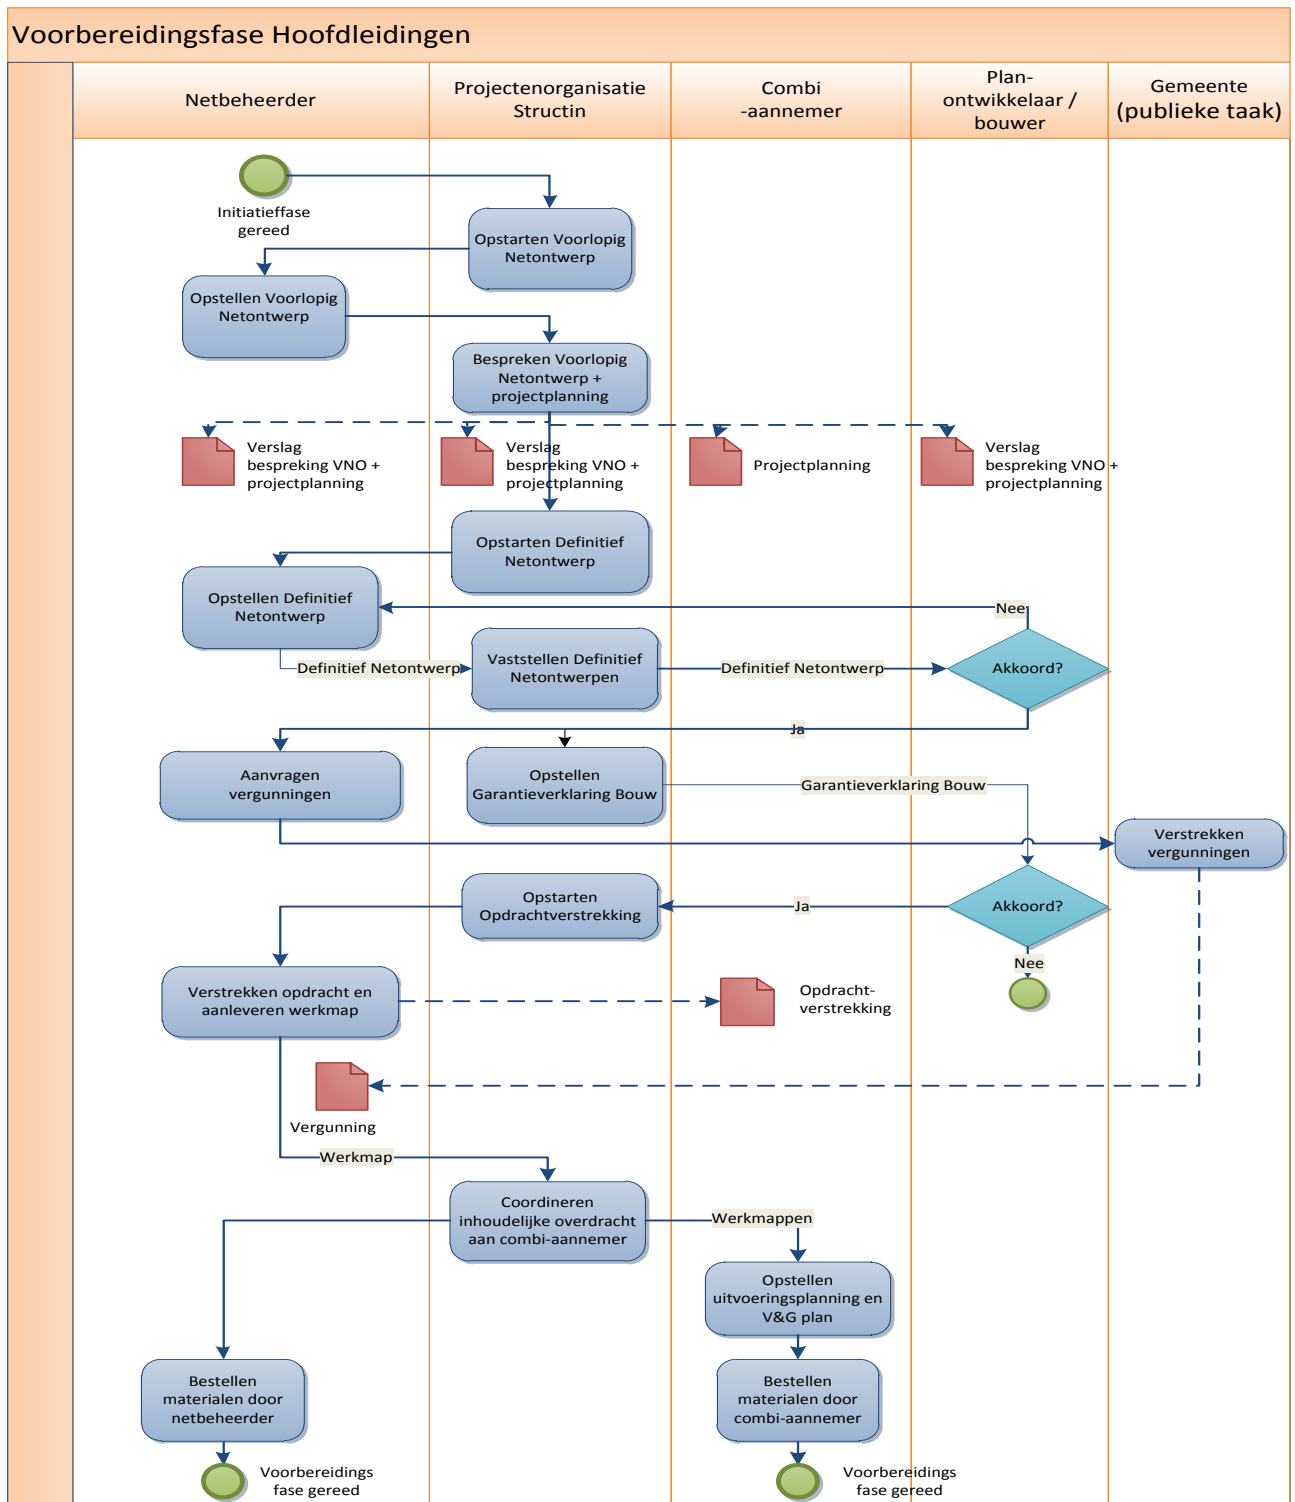 Voorbereidingsfase Hoofdleidingen
Netbeheerder
Projectenorganisatie
Structin
Combi
-aannemer
Plan-
ontwikkelaar /
bouwer
Gemeente
(publieke taak)
Initiatieffase
gereed
Opstarten Voorlopig
Netontwerp
Opstellen Voorlopig
Netontwerp
Bespreken Voorlopig
Netontwerp +
projectplanning
Verslag
bespreking VNO +
projectplanning
Verslag
bespreking VNO +
projectplanning
Projectplanning
Verslag
bespreking VNO +
projectplanning
Opstarten Definitief
Netontwerp
Opstellen Definitief
Netontwerp
Nee
Definitief Netontwerp
Vaststellen Definitief
Netontwerpen
Definitief Netontwerp
Akkoord?
Ja
Aanvragen
vergunningen
Opstellen
Garantieverklaring Bouw
Garantieverklaring Bouw
Verstrekken
vergunningen
Opstarten
Opdrachtverstrekking
Ja
Akkoord?
Nee
Verstrekken opdracht en
aanleveren werkmap
Opdracht-
verstrekking
Vergunning
Werkmap
Coordineren
inhoudelijke overdracht
aan combi-aannemer
Werkmappen
Opstellen
uitvoeringsplanning en
V&G plan
Bestellen
materialen door
netbeheerder
Bestellen
materialen door
combi-aannemer
Voorbereidings
fase gereed
Voorbereidings
fase gereed